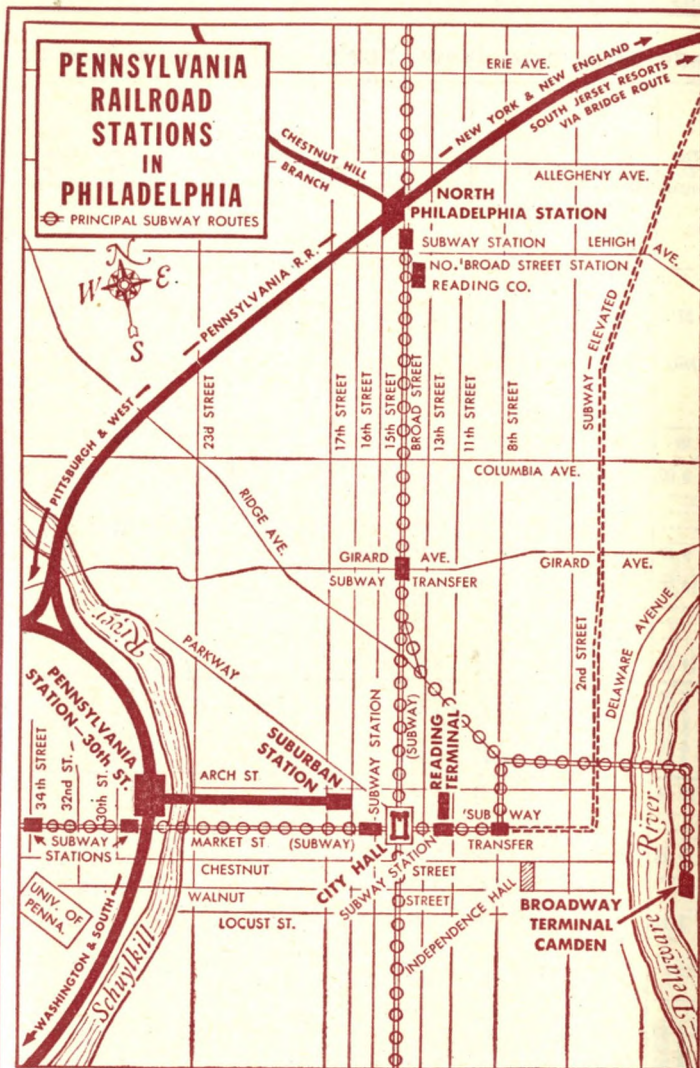 PENNSYLVANIA
RAILROAD
STATIONS
IN
PHILADELPHIA
PRINCIPAL SUBWAY ROUTES
ERIE AVE.
NEW YORK & NEW ENGLAND
SOUTH JERSEY RESORTS
VIA BRIDGE ROUTE
CHESTNUT HILL
BRANCH
ALLEGHENY AVE.
NORTH
PHILADELPHIA STATION
SUBWAY STATION
LEHIGH AVE.
NO. BROAD STREET STATION
READING CO.
N
W
E.
S
PENNSYLVANIA R.R.
PITTSBURGH & WEST
23d STREET
17th STREET
16th STREET
15th STREET
BROAD STREET
13th STREET
11th STREET
8th STREET
SUBWAY — ELEVATED
COLUMBIA AVE.
RIDGE AVE.
GIRARD AVE.
GIRARD AVE.
SUBWAY TRANSFER
2nd STREET
DELAWARE AVENUE
River
PARKWAY
PENNSYLVANIA
STATION—30th ST.
SUBURBAN
STATION
SUBWAY STATION
(SUBWAY)
READING
TERMINAL
34th STREET
32nd ST.
30th ST.
ARCH ST
SUBWAY
STATIONS
MARKET ST. (SUBWAY)
SUBWAY
TRANSFER
CHESTNUT STREET
WALNUT STREET
LOCUST ST.
CITY HALL
SUBWAY STATION
INDEPENDENCE HALL
UNIV. OF
PENNA.
WASHINGTON & SOUTH
Schuylkill
BROADWAY
TERMINAL
CAMDEN
River
Delaware